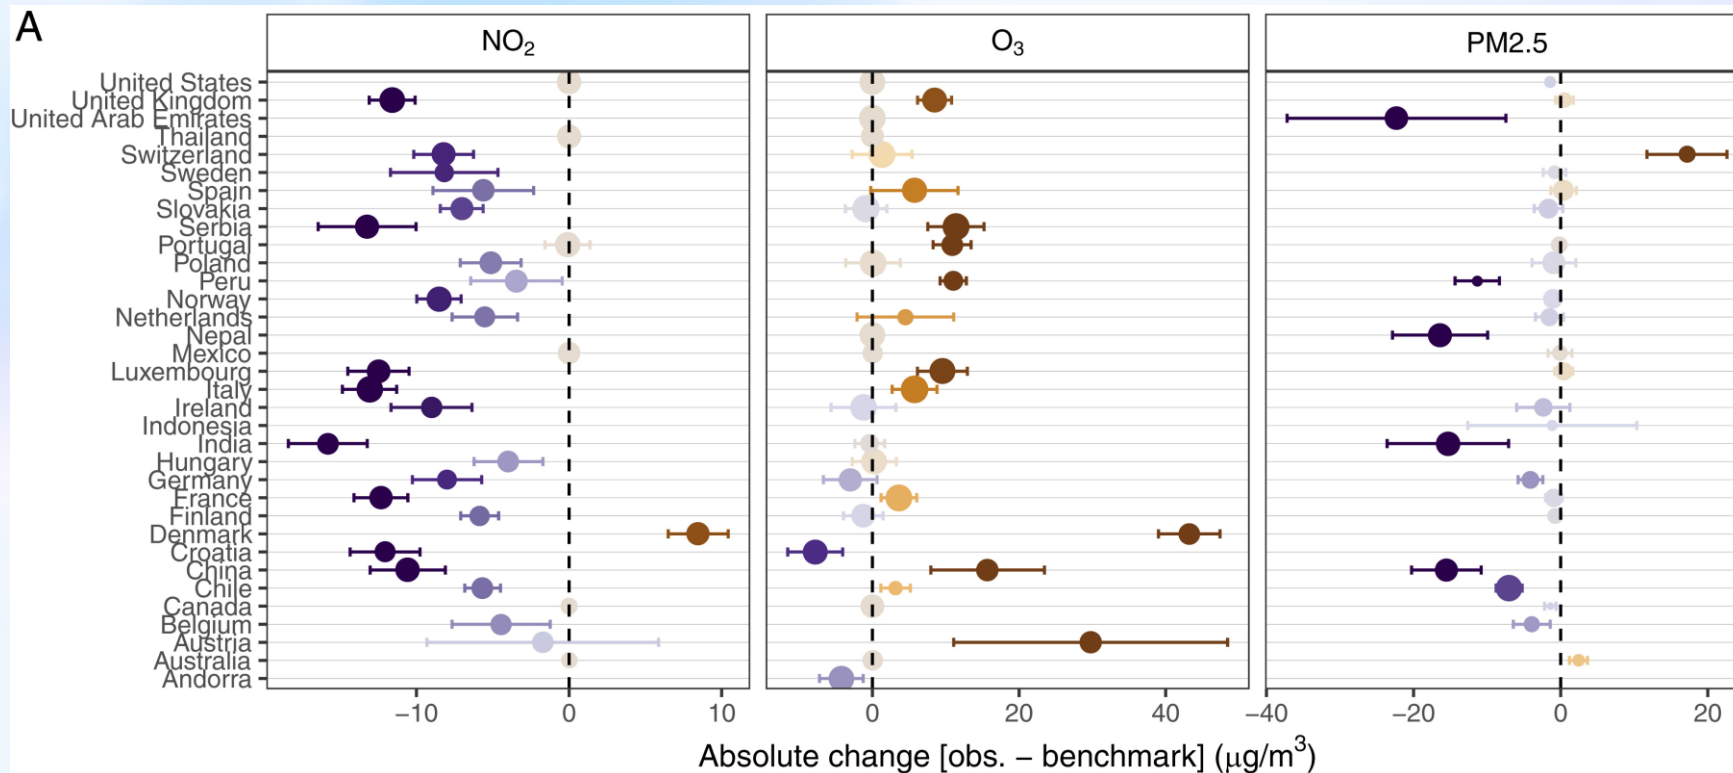 A
NO₂ O₃ PM2.5
United States
United Kingdom
United Arab Emirates
Thailand
Switzerland
Sweden
Spain
Slovakia
Serbia
Portugal
Poland
Peru
Norway
Netherlands
Nepal
Mexico
Luxembourg
Italy
Ireland
Indonesia
India
Hungary
Germany
France
Finland
Denmark
Croatia
China
Chile
Canada
Belgium
Austria
Australia
Andorra
−10 0 10 0 20 40 −40 −20 0 20
Absolute change [obs. − benchmark] (μg/m³)